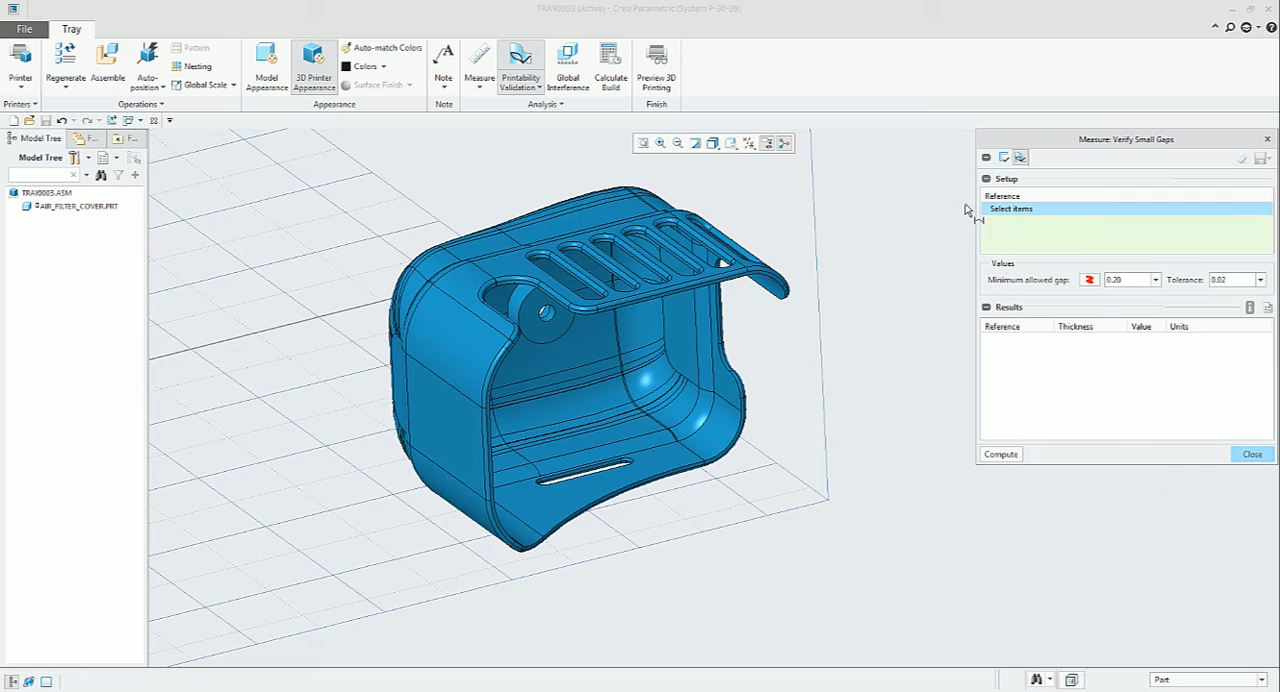 TRAY0003 (Active) - Creo Parametric (System P-30-39)
File Tray
Printer
Regenerate
Assemble
Auto-position
Pattern
Nesting
Global Scale
Model Appearance
3D Printer Appearance
Auto-match Colors
Colors
Surface Finish
Note
Measure
Printability Validation
Global Interference
Calculate Build
Preview 3D Printing
Printers Operations Appearance Note Analysis Finish
Model Tree F... F...
Model Tree
TRAY0003.ASM
AIR_FILTER_COVER.PRT
Measure: Verify Small Gaps
Setup
Reference
Select items
Values
Minimum allowed gap: 0.20 Tolerance: 0.02
Results
Reference Thickness Value Units
Compute Close
Part